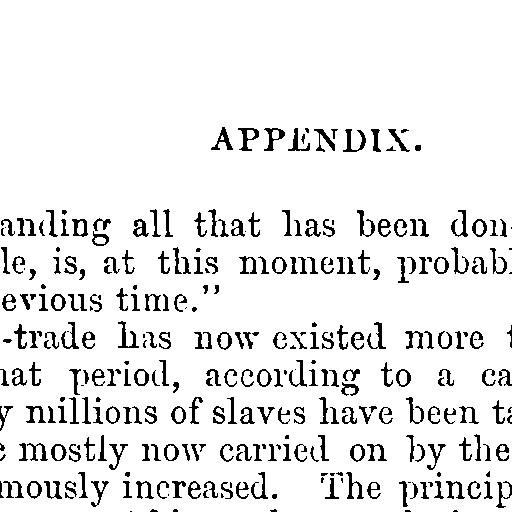 APPENDIX.
anding all that has been don
le, is, at this moment, probabl
evious time."
-trade has now existed more t
hat period, according to a ca
y millions of slaves have been ta
c mostly now carried on by the
mously increased. The princip